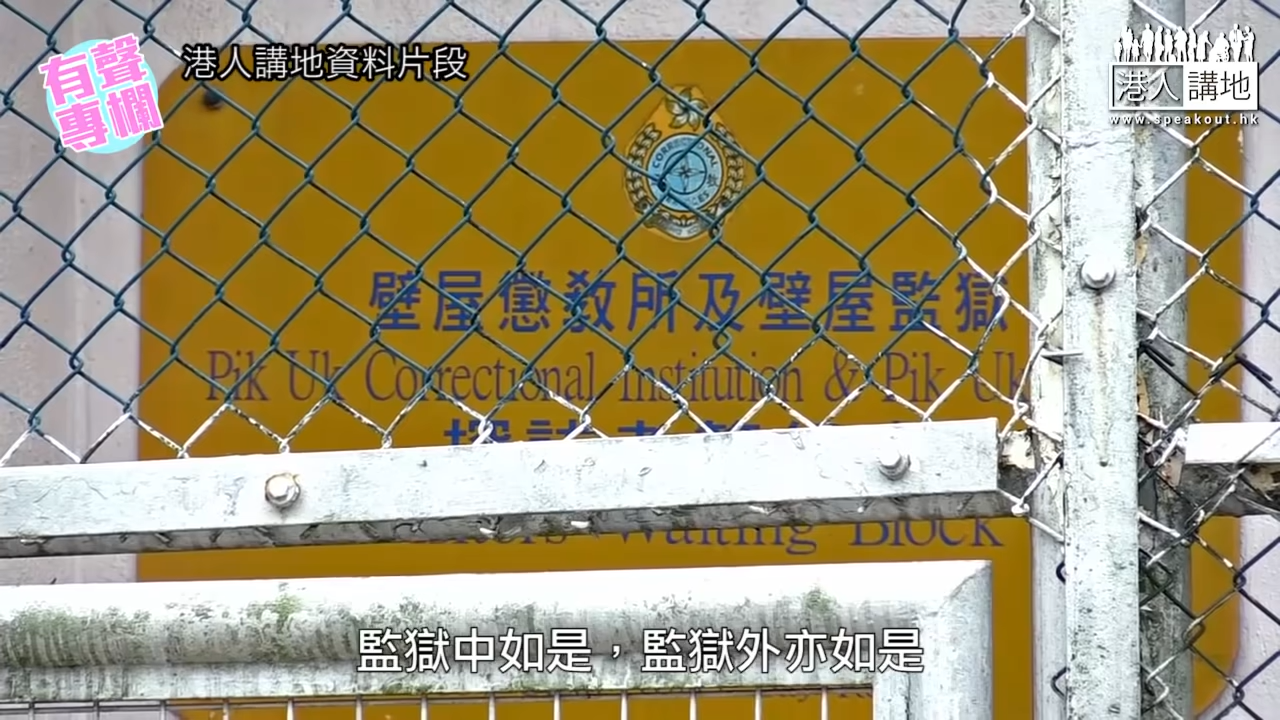 有聲
專欄
港人講地資料片段
港人講地
www.speakout.hk
CORRECTIONAL
壁屋懲教所及壁屋監獄
Pik Uk Correctional Institution & Pik Uk
Waiting Block
監獄中如是，監獄外亦如是